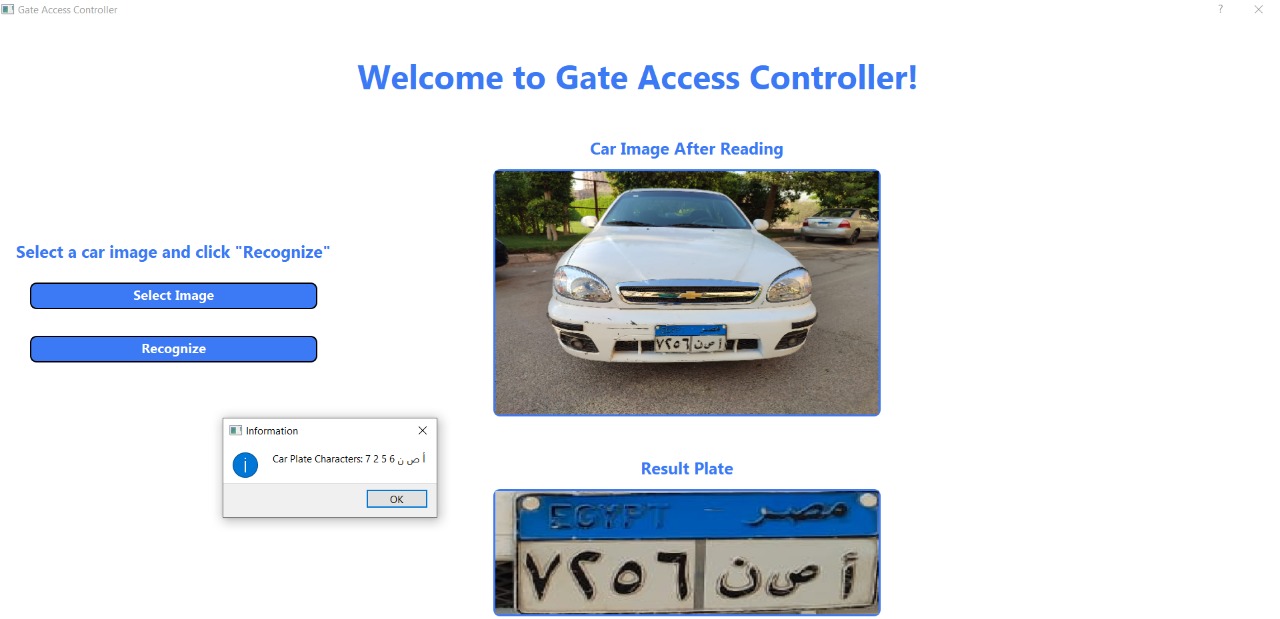 Gate Access Controller
Welcome to Gate Access Controller!
Car Image After Reading
مصر
٧٢٥٦ أ ص ن
Select a car image and click "Recognize"
Select Image
Recognize
Information
Car Plate Characters: 7 2 5 6 أ ص ن
OK
Result Plate
EGYPT مصر
٧٢٥٦ أ ص ن